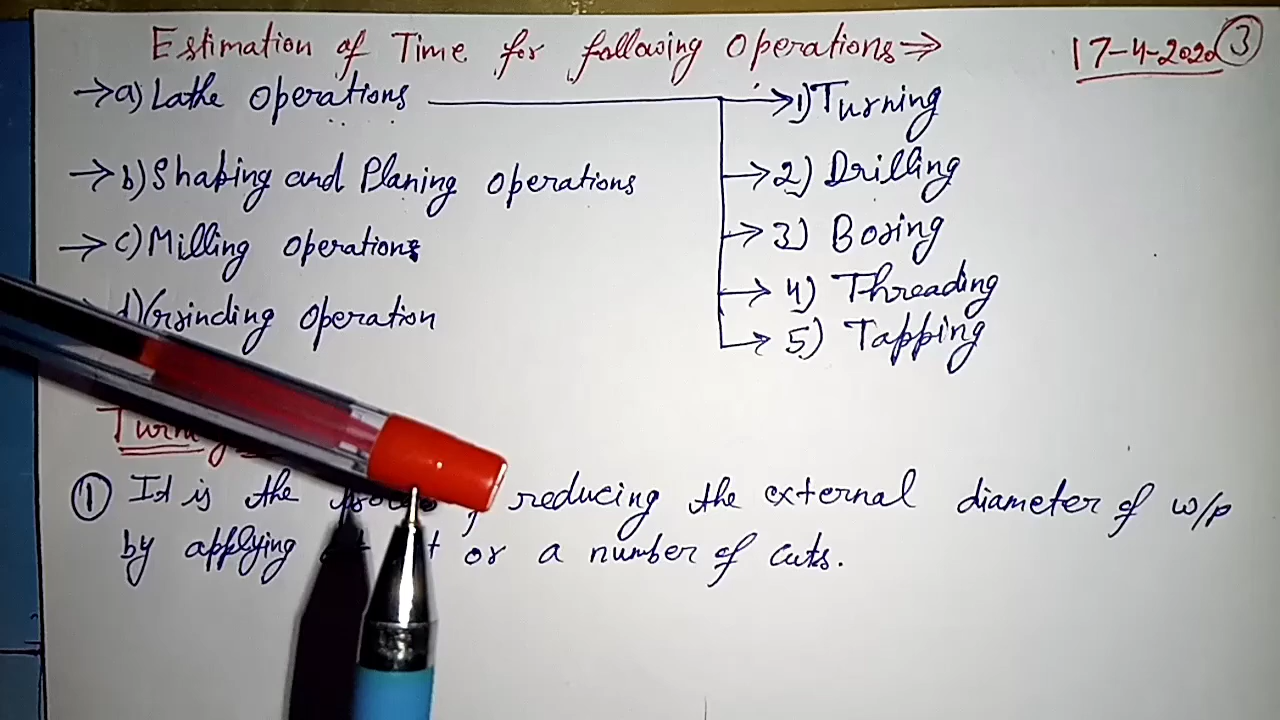 Estimation of Time for following Operations→
17-4-2020 3
→a) Lathe Operations → 1) Turning
→b) Shaping and Planing Operations → 2) Drilling
→c) Milling Operations → 3) Boring
→ 4) Threading
d) Grinding Operation → 5) Tapping
① It is the reducing the external diameter of w/p
by applying or a number of cuts.